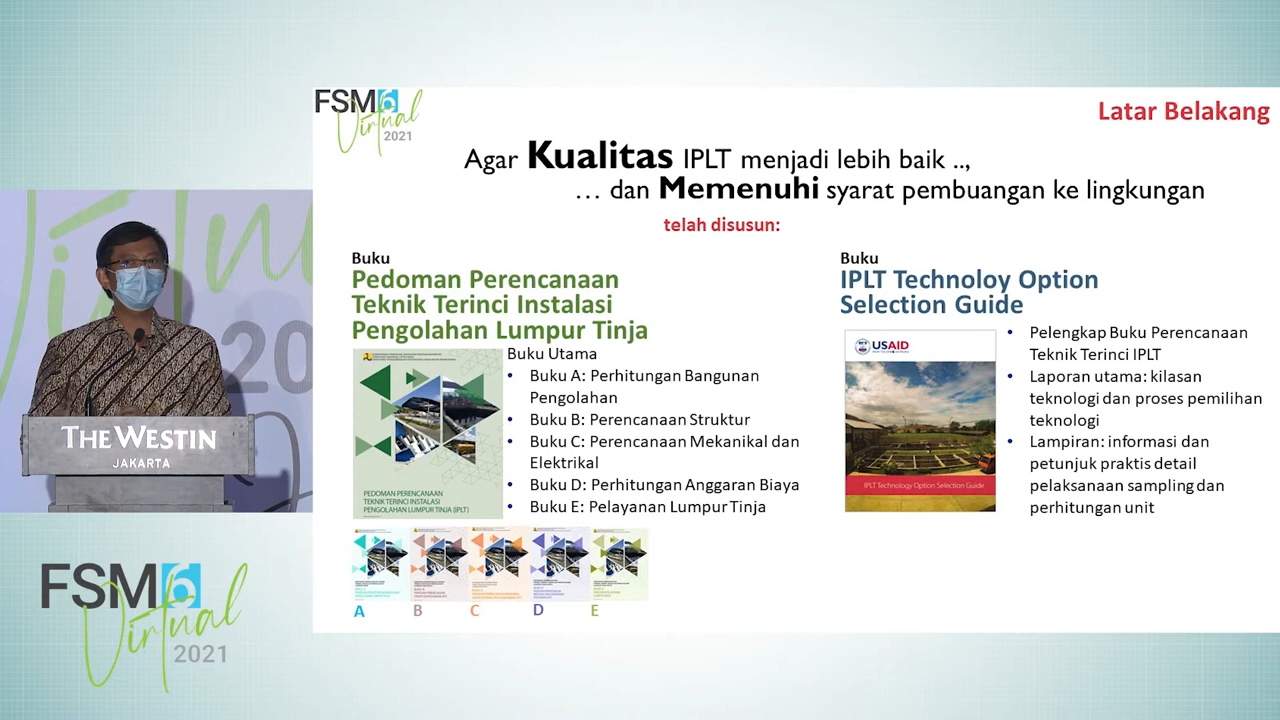 FSM6
Virtual
2021
Latar Belakang
Agar Kualitas IPLT menjadi lebih baik ..,
... dan Memenuhi syarat pembuangan ke lingkungan
telah disusun:
Buku
Pedoman Perencanaan
Teknik Terinci Instalasi
Pengolahan Lumpur Tinja
Buku Utama
• Buku A: Perhitungan Bangunan
Pengolahan
• Buku B: Perencanaan Struktur
• Buku C: Perencanaan Mekanikal dan
Elektrikal
• Buku D: Perhitungan Anggaran Biaya
• Buku E: Pelayanan Lumpur Tinja
PEDOMAN PERENCANAAN
TEKNIK TERINCI INSTALASI
PENGOLAHAN LUMPUR TINJA (IPLT)
A
B
C
D
E
Buku
IPLT Technoloy Option
Selection Guide
USAID
IPLT Technology Option Selection Guide
• Pelengkap Buku Perencanaan
Teknik Terinci IPLT
• Laporan utama: kilasan
teknologi dan proses pemilihan
teknologi
• Lampiran: informasi dan
petunjuk praktis detail
pelaksanaan sampling dan
perhitungan unit
THE WESTIN
JAKARTA
FSM6
Virtual
2021